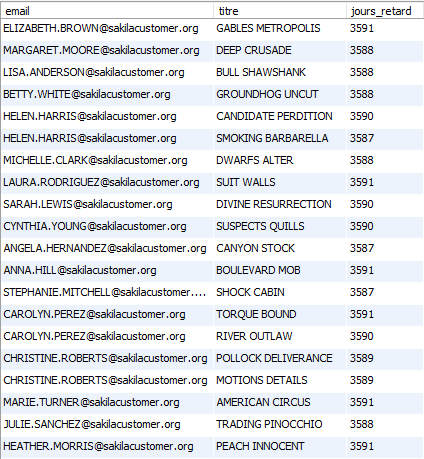 email titre jours_retard
ELIZABETH.BROWN@sakilacustomer.org GABLES METROPOLIS 3591
MARGARET.MOORE@sakilacustomer.org DEEP CRUSADE 3588
LISA.ANDERSON@sakilacustomer.org BULL SHAWSHANK 3588
BETTY.WHITE@sakilacustomer.org GROUNDHOG UNCUT 3588
HELEN.HARRIS@sakilacustomer.org CANDIDATE PERDITION 3590
HELEN.HARRIS@sakilacustomer.org SMOKING BARBARELLA 3587
MICHELLE.CLARK@sakilacustomer.org DWARFS ALTER 3588
LAURA.RODRIGUEZ@sakilacustomer.org SUIT WALLS 3591
SARAH.LEWIS@sakilacustomer.org DIVINE RESURRECTION 3590
CYNTHIA.YOUNG@sakilacustomer.org SUSPECTS QUILLS 3590
ANGELA.HERNANDEZ@sakilacustomer.org CANYON STOCK 3587
ANNA.HILL@sakilacustomer.org BOULEVARD MOB 3591
STEPHANIE.MITCHELL@sakilacustomer.... SHOCK CABIN 3587
CAROLYN.PEREZ@sakilacustomer.org TORQUE BOUND 3591
CAROLYN.PEREZ@sakilacustomer.org RIVER OUTLAW 3590
CHRISTINE.ROBERTS@sakilacustomer.org POLLOCK DELIVERANCE 3589
CHRISTINE.ROBERTS@sakilacustomer.org MOTIONS DETAILS 3589
MARIE.TURNER@sakilacustomer.org AMERICAN CIRCUS 3591
JULIE.SANCHEZ@sakilacustomer.org TRADING PINOCCHIO 3588
HEATHER.MORRIS@sakilacustomer.org PEACH INNOCENT 3591